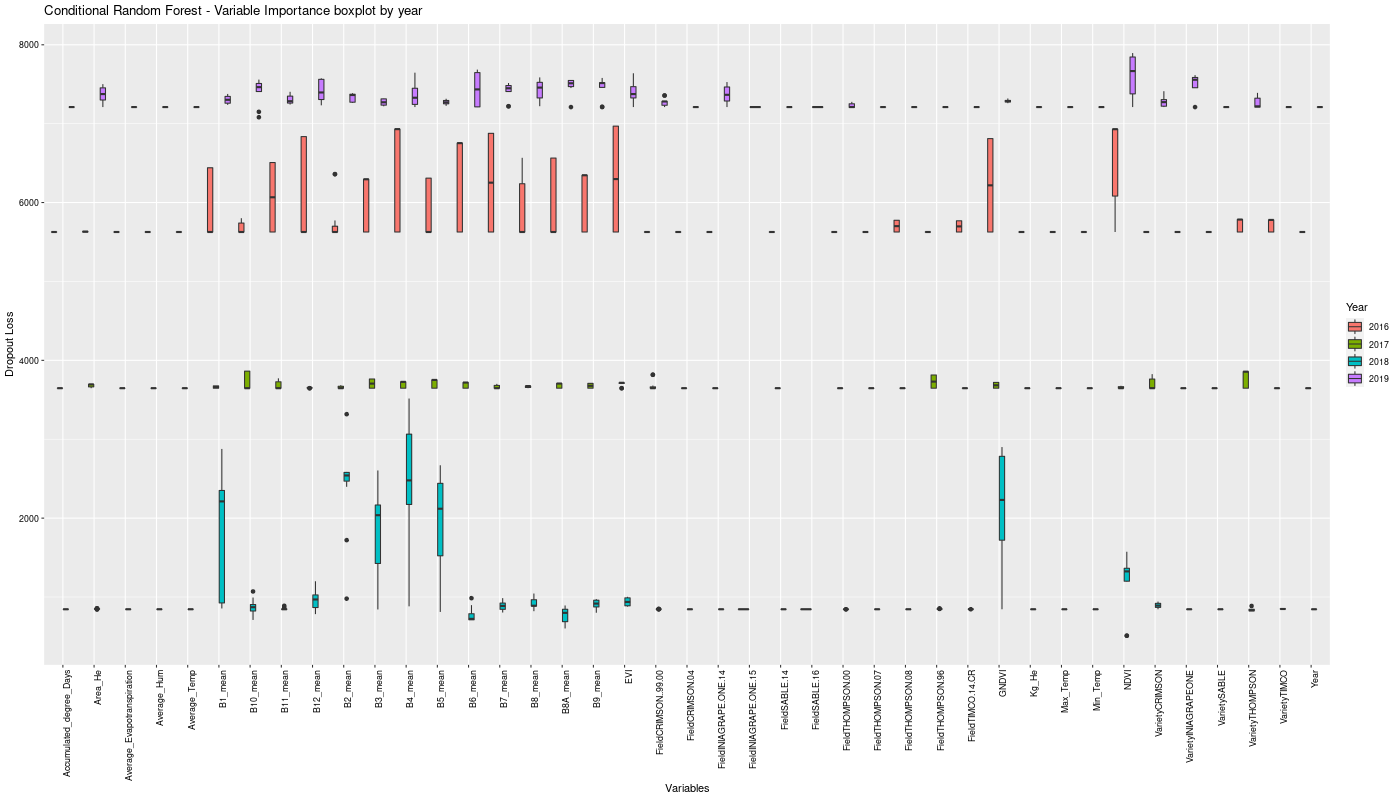 Conditional Random Forest - Variable Importance boxplot by year
8000
6000
4000
2000
Dropout Loss
Accumulated_degree_Days
Area_He
Average_Evapotranspiration
Average_Hum
Average_Temp
B1_mean
B10_mean
B11_mean
B12_mean
B2_mean
B3_mean
B4_mean
B5_mean
B6_mean
B7_mean
B8_mean
B8A_mean
B9_mean
EVI
FieldCRIMSON.99.00
FieldCRIMSON.04
FieldINIAGRAPE.ONE.14
FieldINIAGRAPE.ONE.15
FieldSABLE.14
FieldSABLE.16
FieldTHOMPSON.00
FieldTHOMPSON.07
FieldTHOMPSON.08
FieldTHOMPSON.96
FieldTIMCO.14.CR
GNDVI
Kg_He
Max_Temp
Min_Temp
NDVI
VarietyCRIMSON
VarietyINIAGRAPEONE
VarietySABLE
VarietyTHOMPSON
VarietyTIMCO
Year
Variables
Year
2016
2017
2018
2019